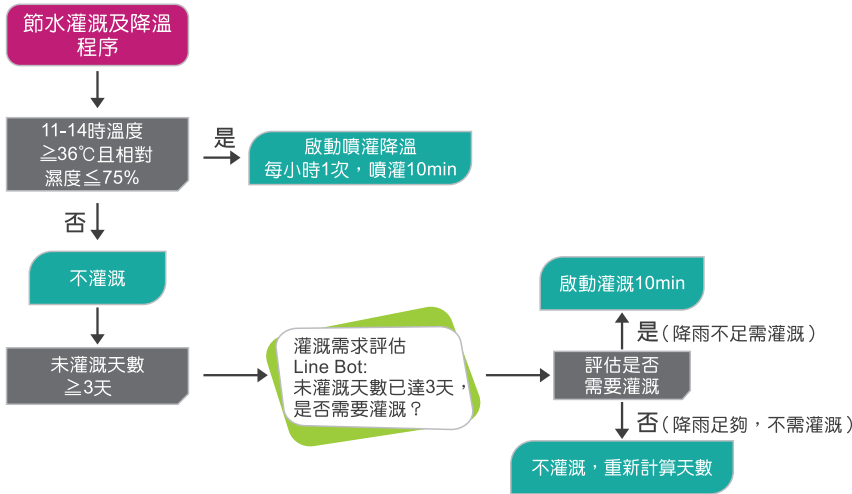 節水灌溉及降溫
程序
11-14時溫度
≧36℃且相對
濕度≦75%
是
啟動噴灌降溫
每小時1次，噴灌10min
否
不灌溉
未灌溉天數
≧3天
灌溉需求評估
Line Bot:
未灌溉天數已達3天，
是否需要灌溉？
評估是否
需要灌溉
是（降雨不足需灌溉）
啟動灌溉10min
否（降雨足夠，不需灌溉）
不灌溉，重新計算天數